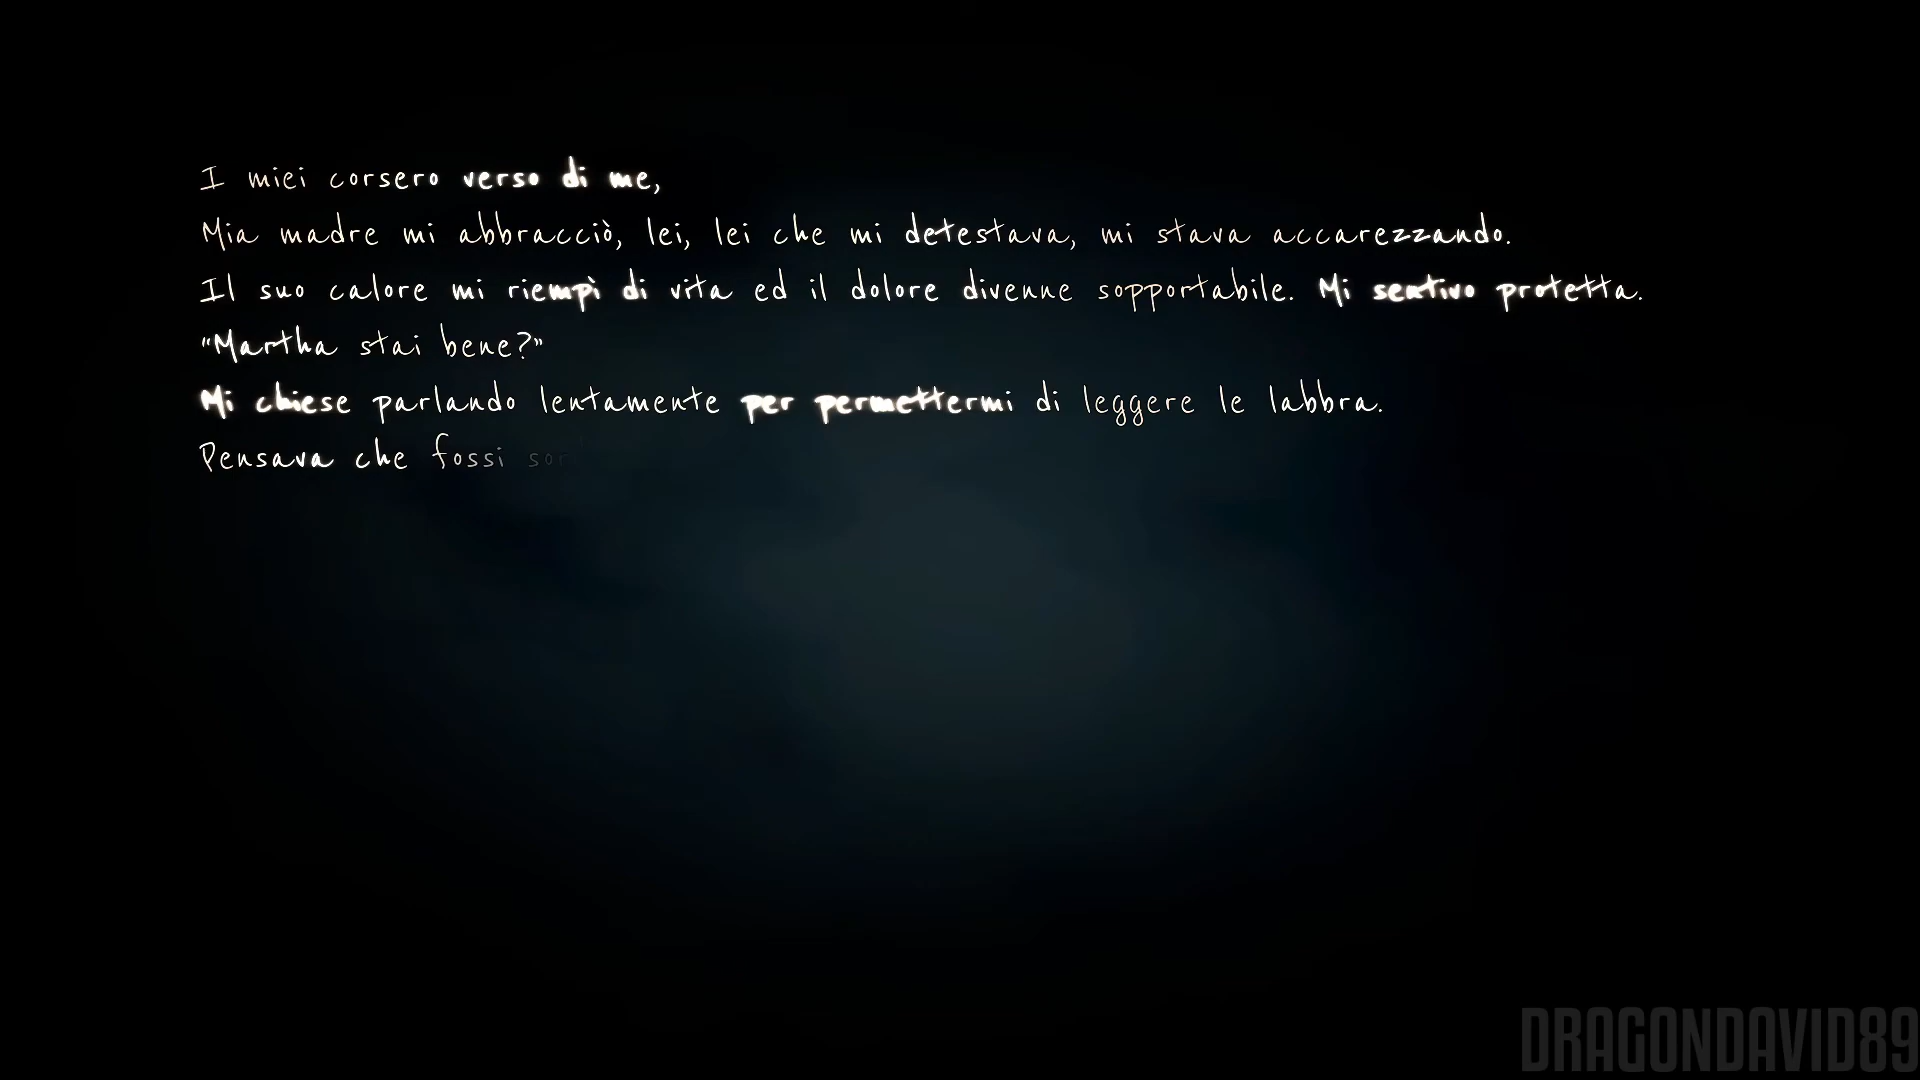 I miei corsero verso di me,
Mia madre mi abbracciò, lei, lei che mi detestava, mi stava accarezzando.
Il suo calore mi riempì di vita ed il dolore divenne sopportabile. Mi sentivo protetta.
"Martha stai bene?"
Mi chiese parlando lentamente per permettermi di leggere le labbra.
Pensava che fossi
DRAGONDAVID89